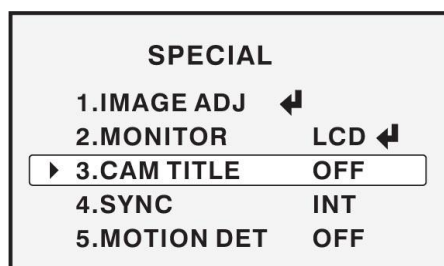 SPECIAL
1.IMAGE ADJ ↲
2.MONITOR LCD ↲
3.CAM TITLE OFF
4.SYNC INT
5.MOTION DET OFF